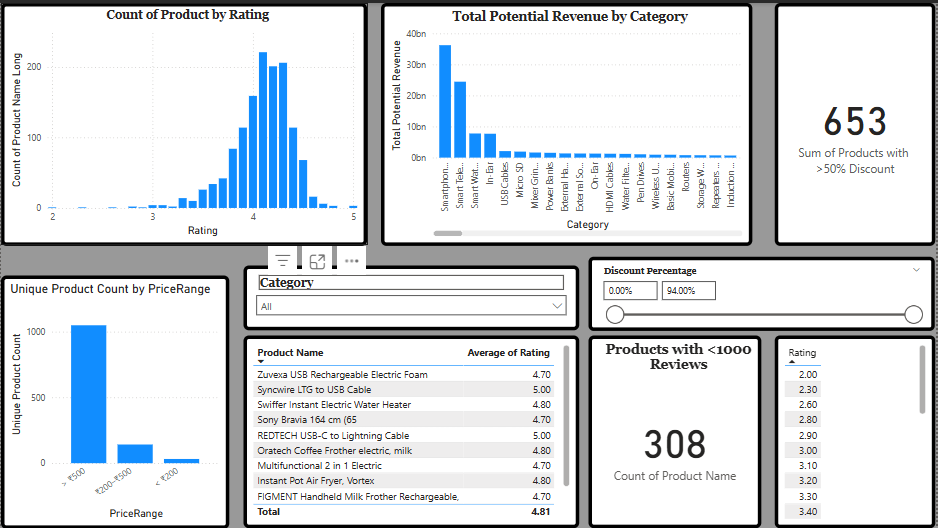 Count of Product by Rating
Count of Product Name Long
200
100
0
2
3
4
5
Rating
Total Potential Revenue by Category
Total Potential Revenue
40bn
30bn
20bn
10bn
0bn
Smartphon...
Smart Tele...
Smart Wat...
In-Ear
USB Cables
Micro SD
Mixer Grin...
Power Banks
External Ha...
External So...
On-Ear
HDMI Cables
Water Filte...
Pen Drives
Wireless U...
Basic Mobi...
Routers
Storage W...
Repeaters ...
Induction ...
Category
653
Sum of Products with
>50% Discount
Unique Product Count by PriceRange
Unique Product Count
1000
500
0
> ₹500
₹200–₹500
< ₹200
PriceRange
Category
All
Discount Percentage
0.00%
94.00%
Product Name Average of Rating
Zuvexa USB Rechargeable Electric Foam 4.70
Syncwire LTG to USB Cable 5.00
Swiffer Instant Electric Water Heater 4.80
Sony Bravia 164 cm (65 4.70
REDTECH USB-C to Lightning Cable 5.00
Oratech Coffee Frother electric, milk 4.80
Multifunctional 2 in 1 Electric 4.70
Instant Pot Air Fryer, Vortex 4.80
FIGMENT Handheld Milk Frother Rechargeable, 4.70
Total 4.81
Products with <1000
Reviews
308
Count of Product Name
Rating
2.00
2.30
2.60
2.80
2.90
3.00
3.10
3.20
3.30
3.40